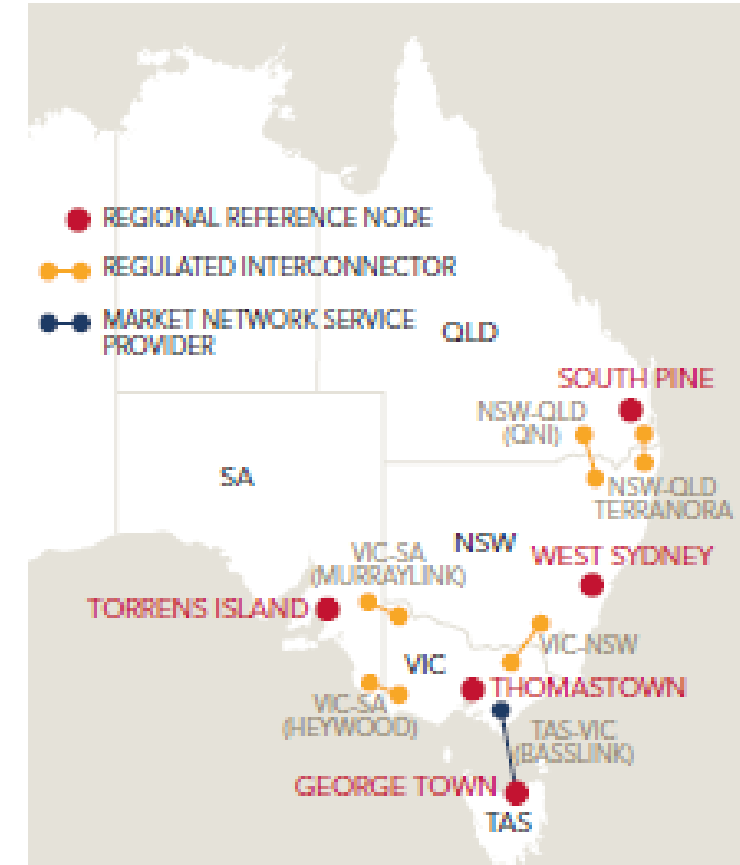 REGIONAL REFERENCE NODE
REGULATED INTERCONNECTOR
MARKET NETWORK SERVICE
PROVIDER
QLD
SOUTH PINE
NSW-QLD
(QNI)
SA
NSW-QLD
TERRANORA
NSW
VIC-SA
(MURRAYLINK)
WEST SYDNEY
TORRENS ISLAND
VIC-NSW
VIC
THOMASTOWN
VIC-SA
(HEYWOOD)
TAS-VIC
(BASSLINK)
GEORGE TOWN
TAS